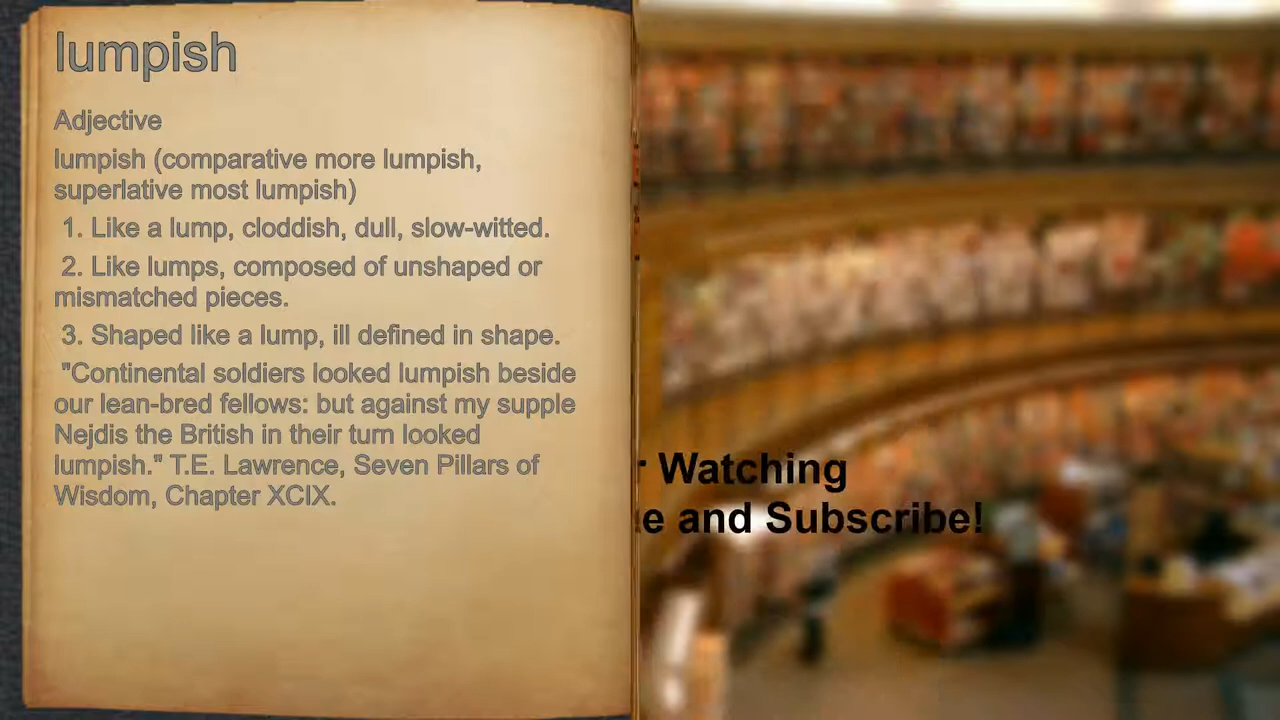 lumpish
Adjective
lumpish (comparative more lumpish,
superlative most lumpish)
1. Like a lump, cloddish, dull, slow-witted.
2. Like lumps, composed of unshaped or
mismatched pieces.
3. Shaped like a lump, ill defined in shape.
"Continental soldiers looked lumpish beside
our lean-bred fellows: but against my supple
Nejdis the British in their turn looked
lumpish." T.E. Lawrence, Seven Pillars of
Wisdom, Chapter XCIX.
Watching
and Subscribe!